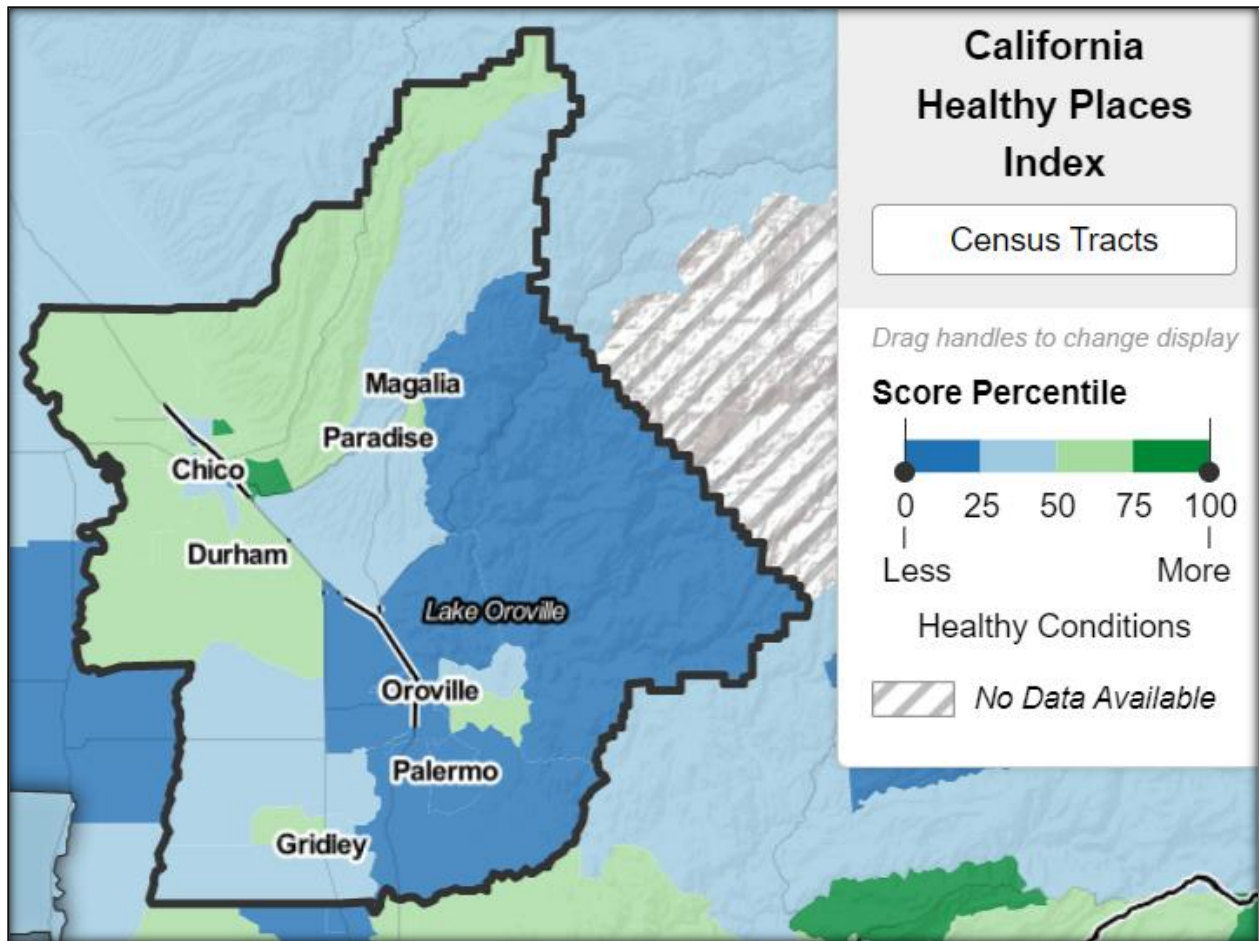 California
Healthy Places
Index
Census Tracts
Drag handles to change display
Score Percentile
0 25 50 75 100
Less More
Healthy Conditions
No Data Available
Magalia
Paradise
Chico
Durham
Lake Oroville
Oroville
Palermo
Gridley